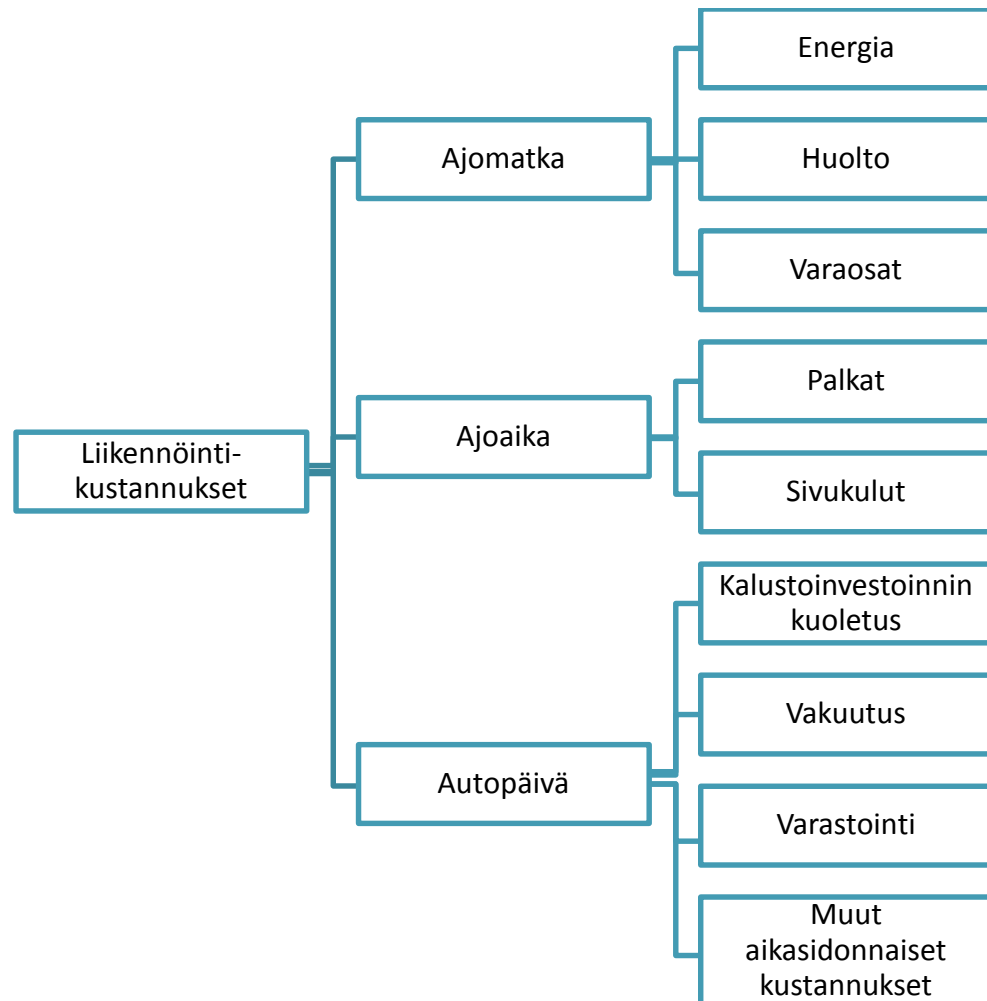 Liikennöinti-
kustannukset
Ajomatka
Energia
Huolto
Varaosat
Ajoaika
Palkat
Sivukulut
Autopäivä
Kalustoinvestoinnin
kuoletus
Vakuutus
Varastointi
Muut
aikasidonnaiset
kustannukset